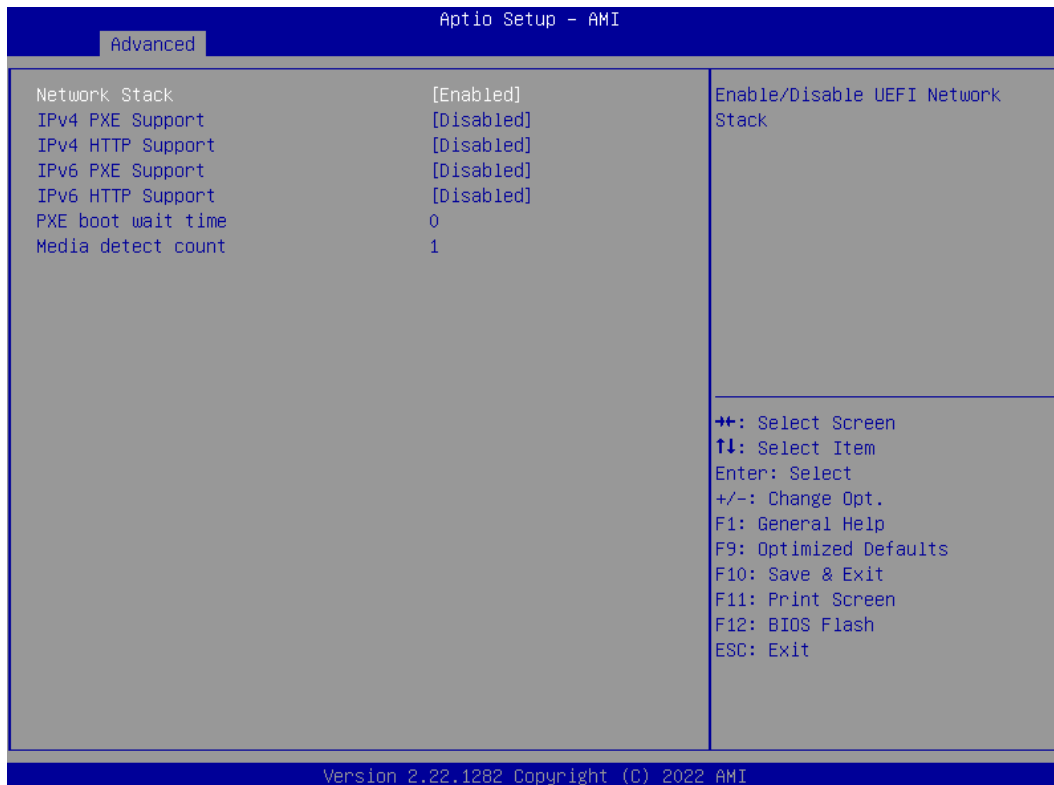 Aptio Setup – AMI
Advanced
Network Stack [Enabled]
IPv4 PXE Support [Disabled]
IPv4 HTTP Support [Disabled]
IPv6 PXE Support [Disabled]
IPv6 HTTP Support [Disabled]
PXE boot wait time 0
Media detect count 1
Enable/Disable UEFI Network
Stack
→←: Select Screen
↑↓: Select Item
Enter: Select
+/-: Change Opt.
F1: General Help
F9: Optimized Defaults
F10: Save & Exit
F11: Print Screen
F12: BIOS Flash
ESC: Exit
Version 2.22.1282 Copyright (C) 2022 AMI